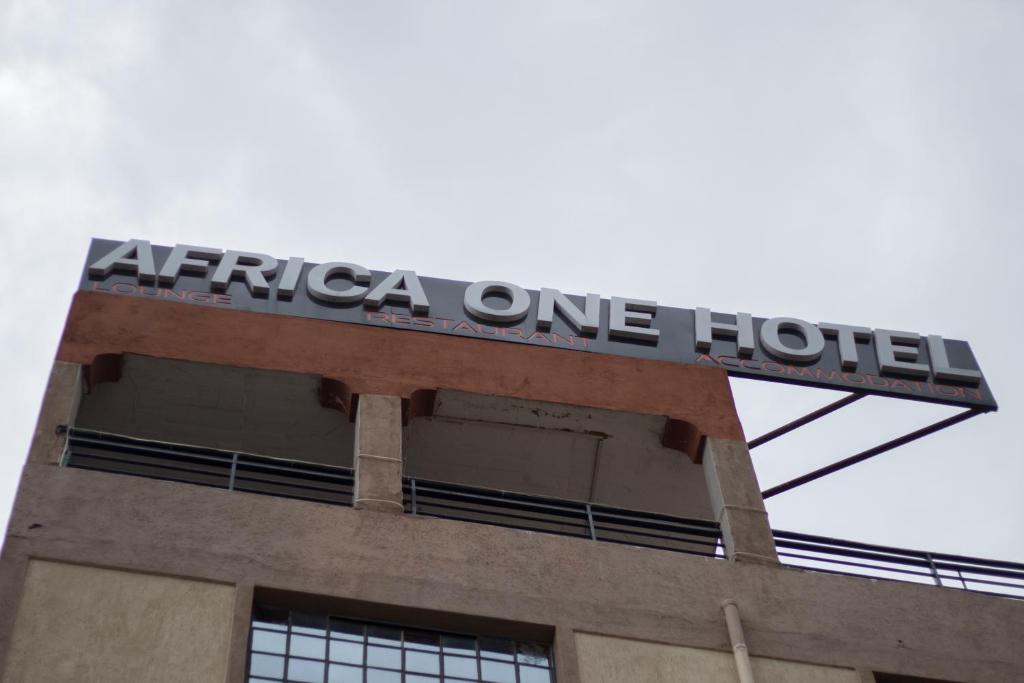 AFRICA ONE HOTEL
LOUNGE RESTAURANT ACCOMMODATION